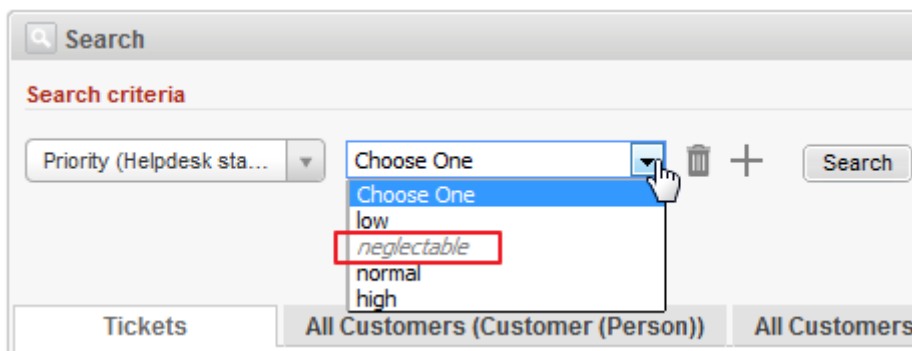 Search
Search criteria
Priority (Helpdesk sta... Choose One Search
Choose One
low
neglectable
normal
high
Tickets All Customers (Customer (Person)) All Customers